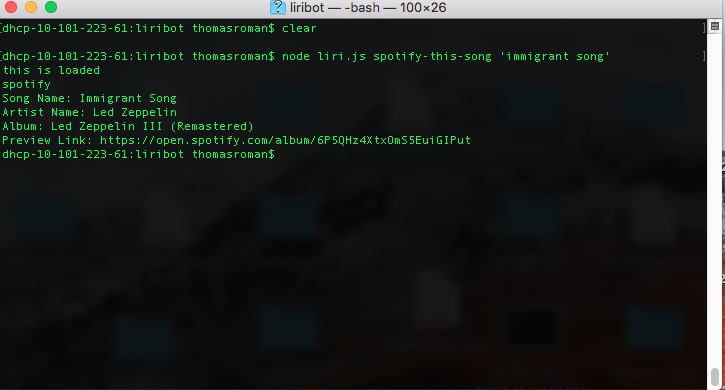 liribot — -bash — 100×26
[dhcp-10-101-223-61:liribot thomasroman$ clear ]
[dhcp-10-101-223-61:liribot thomasroman$ node liri.js spotify-this-song 'immigrant song' ]
this is loaded
spotify
Song Name: Immigrant Song
Artist Name: Led Zeppelin
Album: Led Zeppelin III (Remastered)
Preview Link: https://open.spotify.com/album/6P5QHz4XtxOmS5EuiGIPut
dhcp-10-101-223-61:liribot thomasroman$